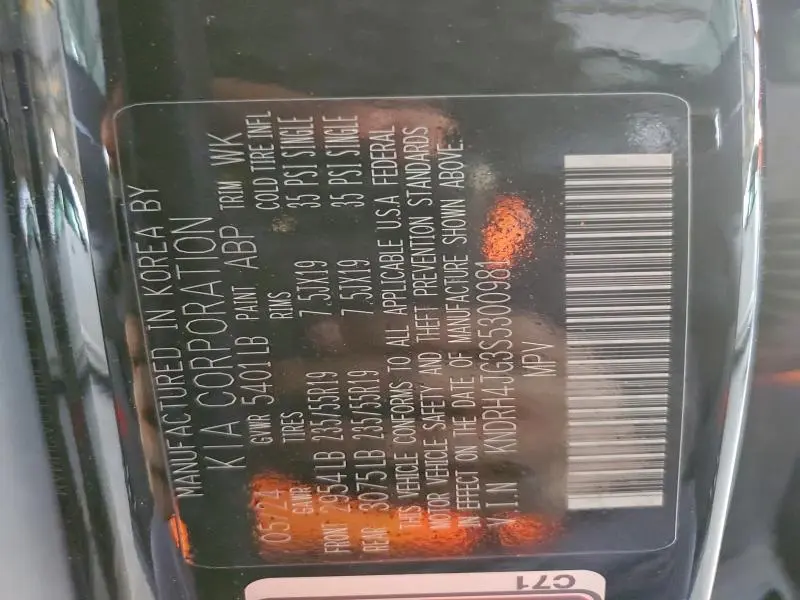 MANUFACTURED IN KOREA BY
KIA CORPORATION
05/24 GVWR 5401LB PAINT ABP TRIM WK
GAWR TIRES RIMS COLD TIRE INFL
FRONT 2954LB 235/55R19 7.5JX19 35 PSI SINGLE
REAR 3075LB 235/55R19 7.5JX19 35 PSI SINGLE
THIS VEHICLE CONFORMS TO ALL APPLICABLE U.S.A FEDERAL
MOTOR VEHICLE SAFETY AND THEFT PREVENTION STANDARDS
IN EFFECT ON THE DATE OF MANUFACTURE SHOWN ABOVE.
V.I.N KNDRH4JG3S5300981
MPV
C71